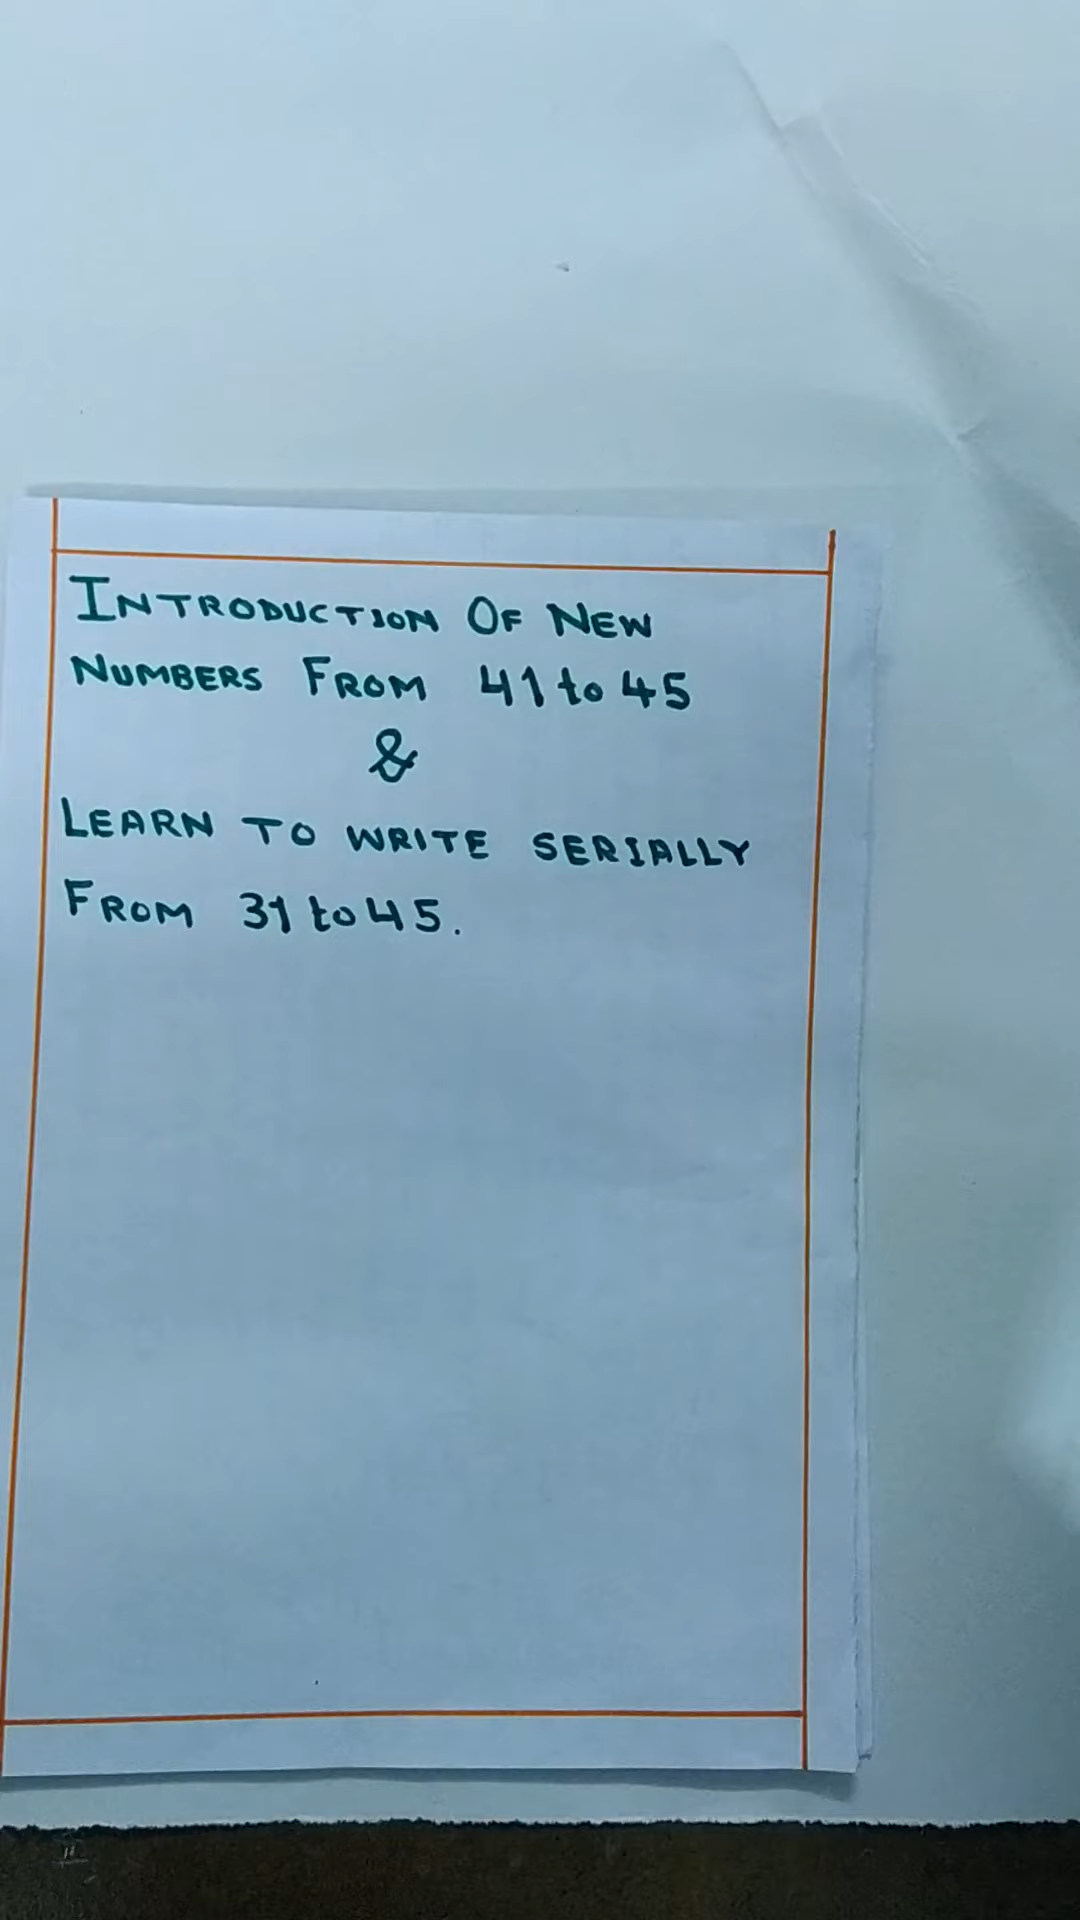 INTRODUCTION OF NEW
NUMBERS FROM 41 to 45
&
LEARN TO WRITE SERIALLY
FROM 31 to 45.